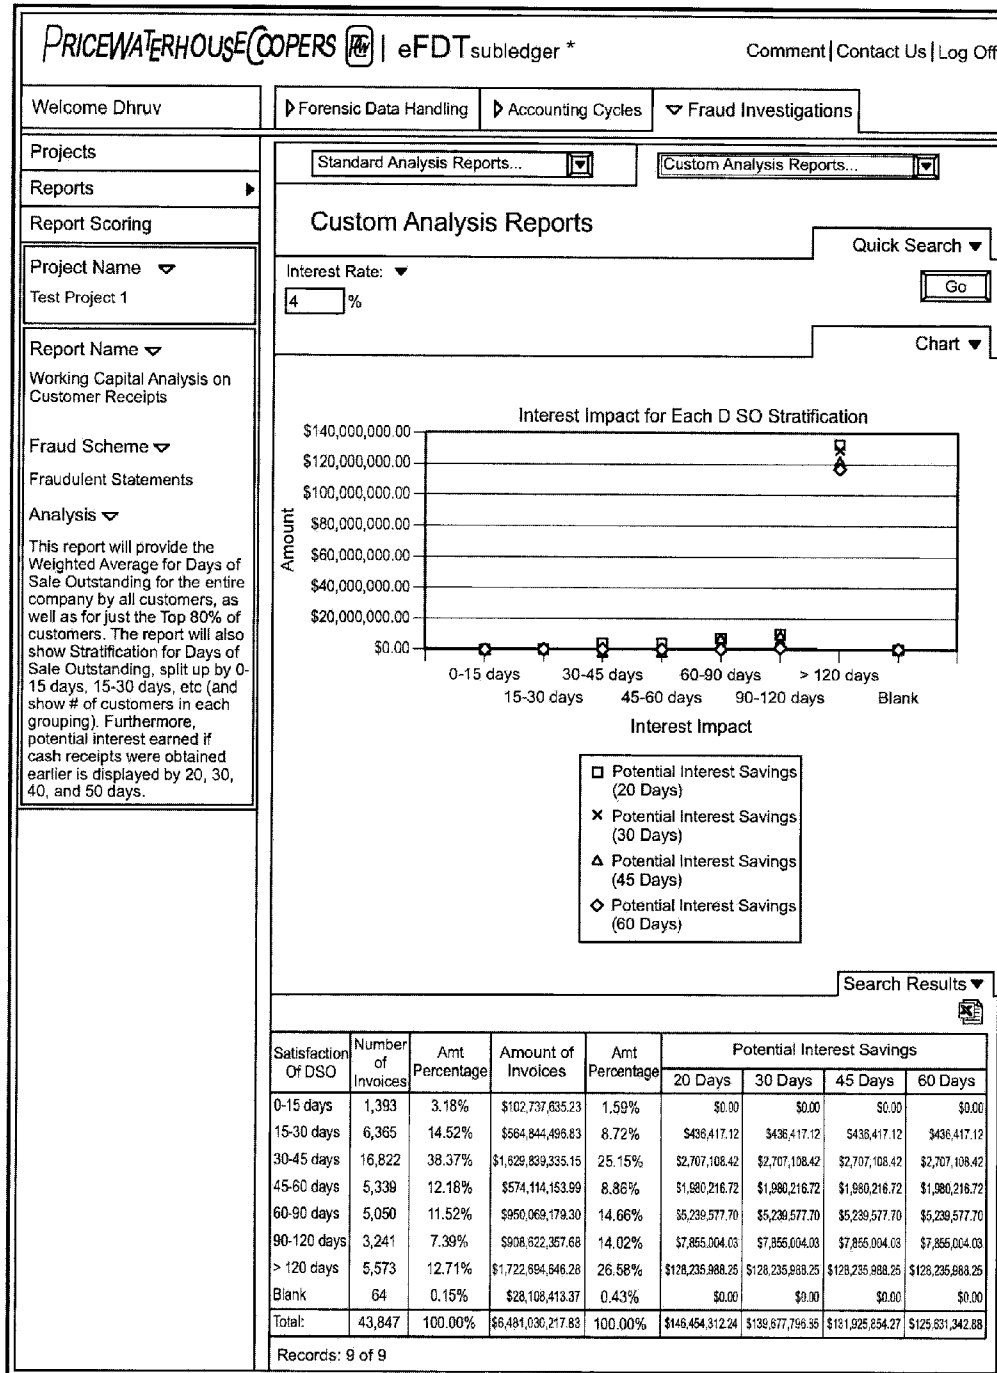 PRICEWATERHOUSECOOPERS PwC | eFDT subledger *
Comment | Contact Us | Log Off
Welcome Dhruv
Forensic Data Handling
Accounting Cycles
Fraud Investigations
Projects
Reports
Report Scoring
Project Name
Test Project 1
Report Name
Working Capital Analysis on
Customer Receipts
Fraud Scheme
Fraudulent Statements
Analysis
This report will provide the
Weighted Average for Days of
Sale Outstanding for the entire
company by all customers, as
well as for just the Top 80% of
customers. The report will also
show Stratification for Days of
Sale Outstanding, split up by 0-
15 days, 15-30 days, etc (and
show # of customers in each
grouping). Furthermore,
potential interest earned if
cash receipts were obtained
earlier is displayed by 20, 30,
40, and 50 days.
Standard Analysis Reports...
Custom Analysis Reports...
Custom Analysis Reports
Quick Search
Interest Rate:
4 %
Go
Chart
Interest Impact for Each D SO Stratification
Amount
$140,000,000.00
$120,000,000.00
$100,000,000.00
$80,000,000.00
$60,000,000.00
$40,000,000.00
$20,000,000.00
$0.00
0-15 days 30-45 days 60-90 days > 120 days
15-30 days 45-60 days 90-120 days Blank
Interest Impact
Potential Interest Savings
(20 Days)
Potential Interest Savings
(30 Days)
Potential Interest Savings
(45 Days)
Potential Interest Savings
(60 Days)
Search Results
Satisfaction Of DSO | Number of Invoices | Amt Percentage | Amount of Invoices | Amt Percentage | Potential Interest Savings
20 Days 30 Days 45 Days 60 Days
0-15 days 1,393 3.18% $102,737,635.23 1.59% $0.00 $0.00 $0.00 $0.00
15-30 days 6,365 14.52% $564,844,496.83 8.72% $436,417.12 $436,417.12 $436,417.12 $436,417.12
30-45 days 16,822 38.37% $1,629,839,335.15 25.15% $2,707,108.42 $2,707,108.42 $2,707,108.42 $2,707,108.42
45-60 days 5,339 12.18% $574,114,153.99 8.86% $1,980,216.72 $1,980,216.72 $1,980,216.72 $1,980,216.72
60-90 days 5,050 11.52% $950,069,179.30 14.66% $5,239,577.70 $5,239,577.70 $5,239,577.70 $5,239,577.70
90-120 days 3,241 7.39% $908,622,357.68 14.02% $7,855,004.03 $7,855,004.03 $7,855,004.03 $7,855,004.03
> 120 days 5,573 12.71% $1,722,694,646.28 26.58% $128,235,988.25 $128,235,988.25 $128,235,988.25 $128,235,988.25
Blank 64 0.15% $28,108,413.37 0.43% $0.00 $0.00 $0.00 $0.00
Total: 43,847 100.00% $6,481,030,217.83 100.00% $146,454,312.24 $139,677,796.35 $131,925,854.27 $125,631,342.88
Records: 9 of 9